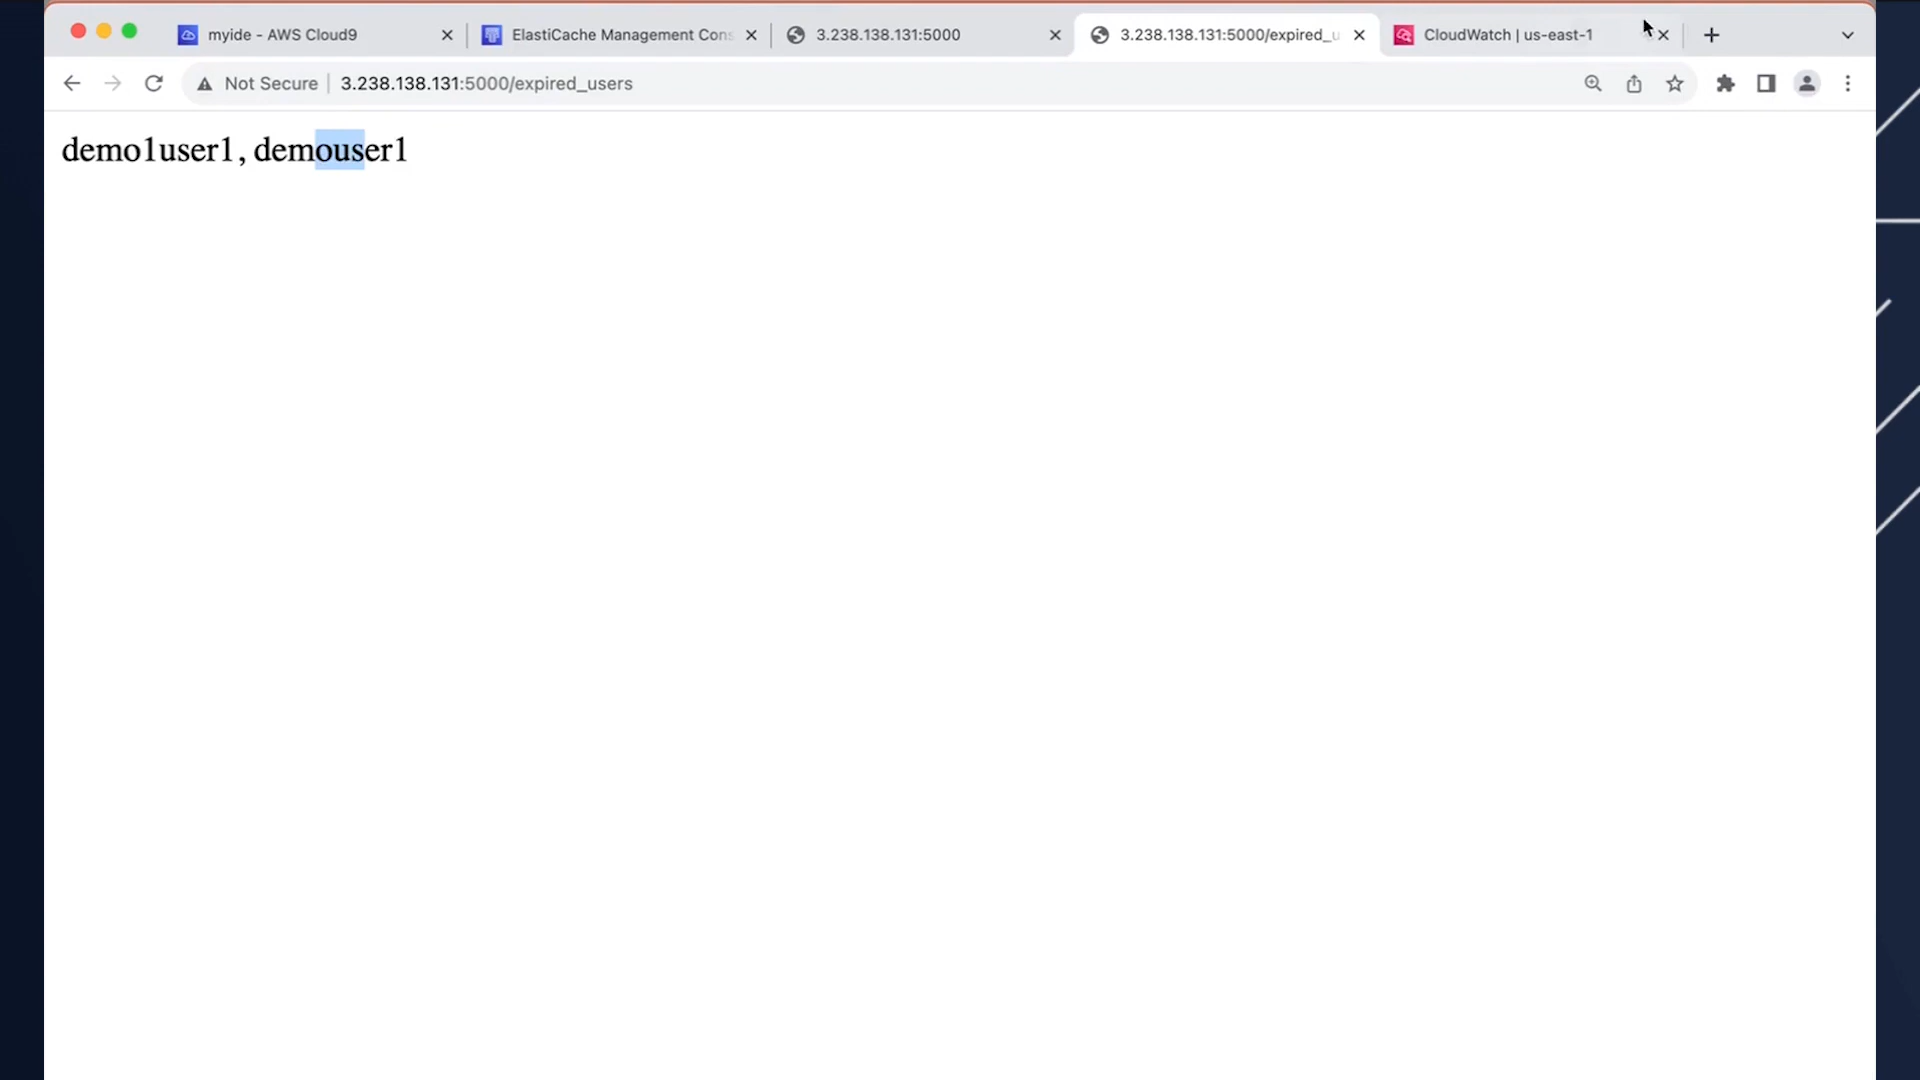 myide - AWS Cloud9
ElastiCache Management Cons
3.238.138.131:5000
3.238.138.131:5000/expired_u
CloudWatch | us-east-1
Not Secure | 3.238.138.131:5000/expired_users
demo1user1, demouser1